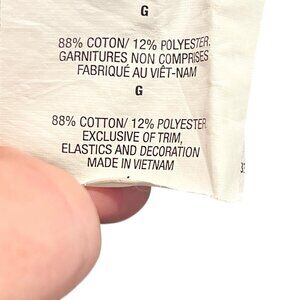 G
88% COTON/ 12% POLYESTER.
GARNITURES NON COMPRISES
FABRIQUÉ AU VIÊT-NAM
G
88% COTTON/ 12% POLYESTER
EXCLUSIVE OF TRIM,
ELASTICS AND DECORATION
MADE IN VIETNAM